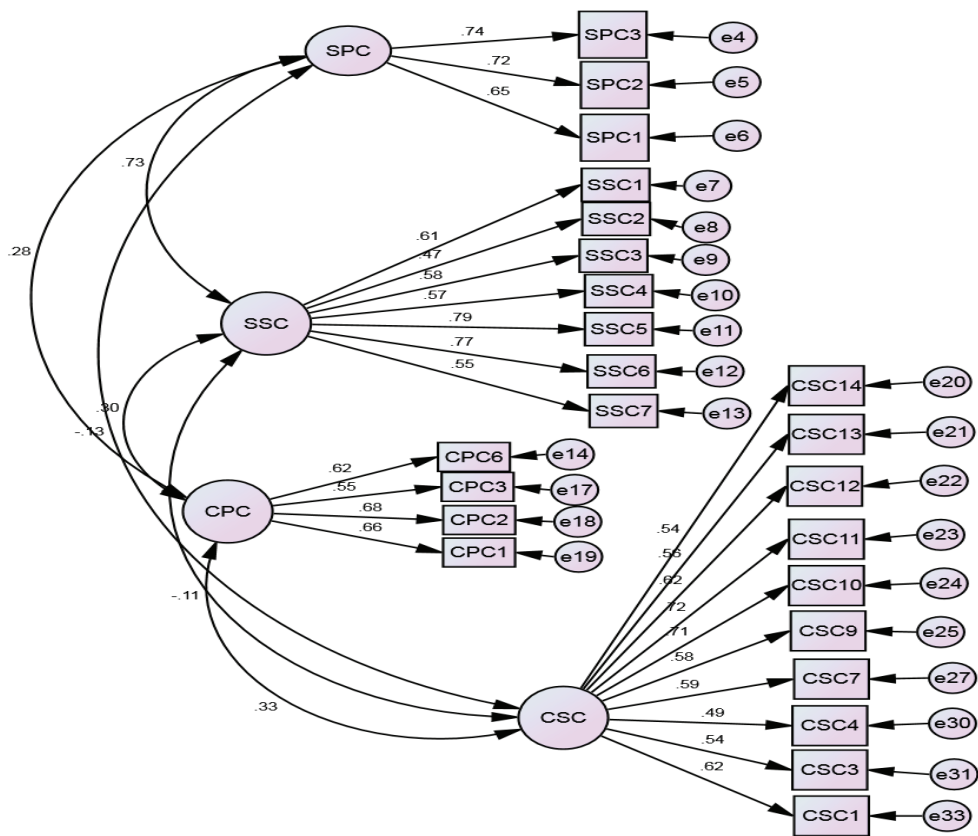 SPC
.74
SPC3
e4
.72
SPC2
e5
.65
SPC1
e6
.73
.28
SSC1
e7
SSC2
e8
SSC3
e9
SSC4
e10
SSC5
e11
SSC6
e12
SSC7
e13
.61
.47
.58
.57
.79
.77
.55
SSC
.30
-.13
CPC
.62
CPC6
e14
.55
CPC3
e17
.68
CPC2
e18
.66
CPC1
e19
-.11
.33
CSC
CSC14
e20
CSC13
e21
CSC12
e22
CSC11
e23
CSC10
e24
CSC9
e25
CSC7
e27
CSC4
e30
CSC3
e31
CSC1
e33
.54
.56
.62
.72
.71
.58
.59
.49
.54
.62